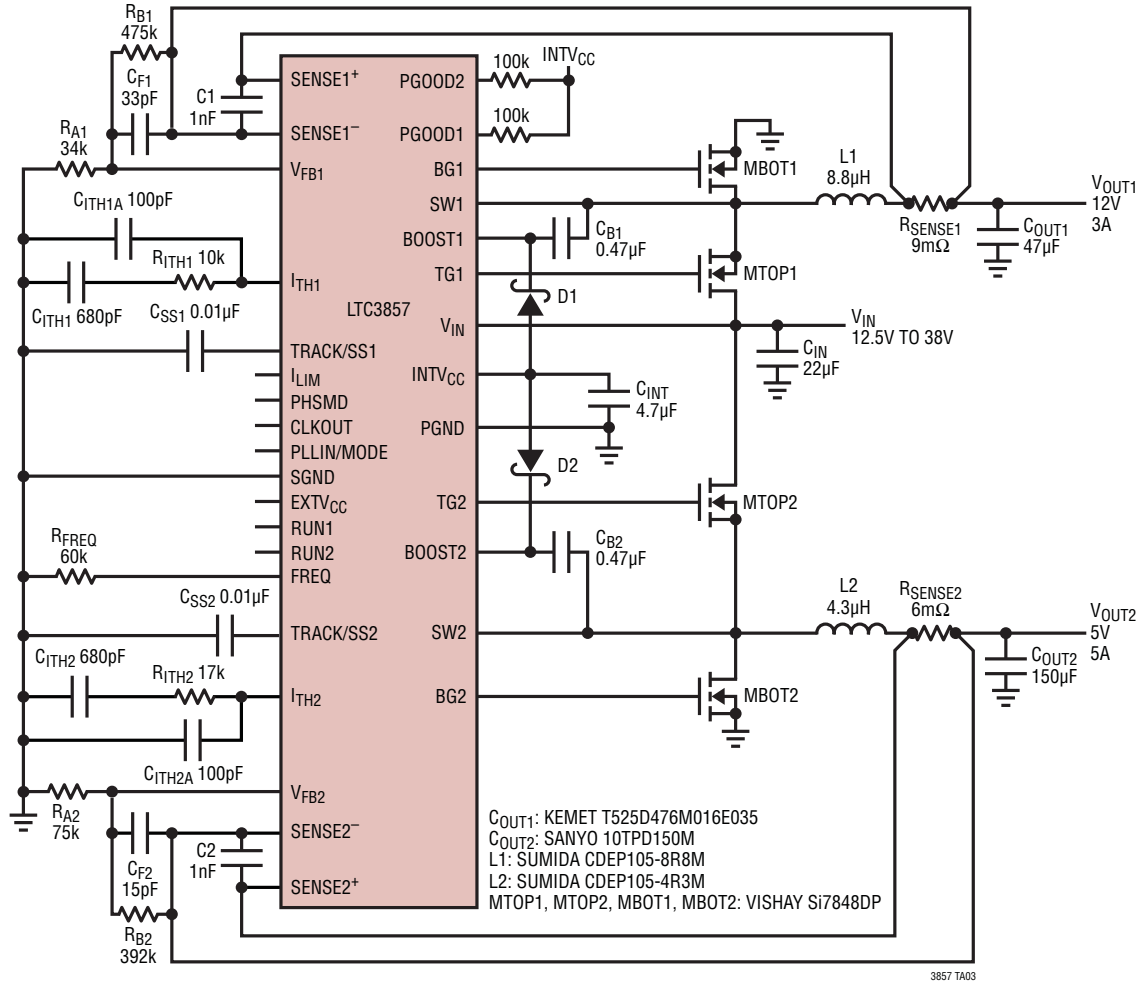 RB1
475k
CF1
33pF
RA1
34k
C1
1nF
CITH1A 100pF
RITH1 10k
CITH1 680pF
CSS1 0.01µF
RFREQ
60k
CSS2 0.01µF
CITH2 680pF
RITH2 17k
CITH2A 100pF
RA2
75k
CF2
15pF
C2
1nF
RB2
392k
SENSE1+
SENSE1–
VFB1
ITH1
TRACK/SS1
ILIM
PHSMD
CLKOUT
PLLIN/MODE
SGND
EXTVCC
RUN1
RUN2
FREQ
TRACK/SS2
ITH2
VFB2
SENSE2–
SENSE2+
LTC3857
PGOOD2
PGOOD1
BG1
SW1
BOOST1
TG1
VIN
INTVCC
PGND
TG2
BOOST2
SW2
BG2
100k
INTVCC
100k
MBOT1
CB1
0.47µF
MTOP1
D1
L1
8.8µH
RSENSE1
9mΩ
COUT1
47µF
VOUT1
12V
3A
VIN
12.5V TO 38V
CIN
22µF
CINT
4.7µF
D2
MTOP2
CB2
0.47µF
L2
4.3µH
RSENSE2
6mΩ
VOUT2
5V
5A
COUT2
150µF
MBOT2
COUT1: KEMET T525D476M016E035
COUT2: SANYO 10TPD150M
L1: SUMIDA CDEP105-8R8M
L2: SUMIDA CDEP105-4R3M
MTOP1, MTOP2, MBOT1, MBOT2: VISHAY Si7848DP
3857 TA03